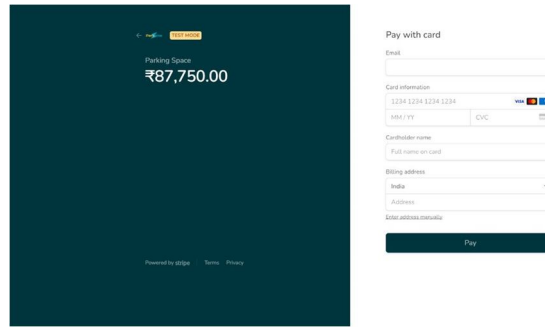 TEST MODE
Parking Space
₹87,750.00
Powered by stripe Terms Privacy
Pay with card
Email
Card information
1234 1234 1234 1234 VISA
MM / YY CVC
Cardholder name
Full name on card
Billing address
India
Address
Enter address manually
Pay